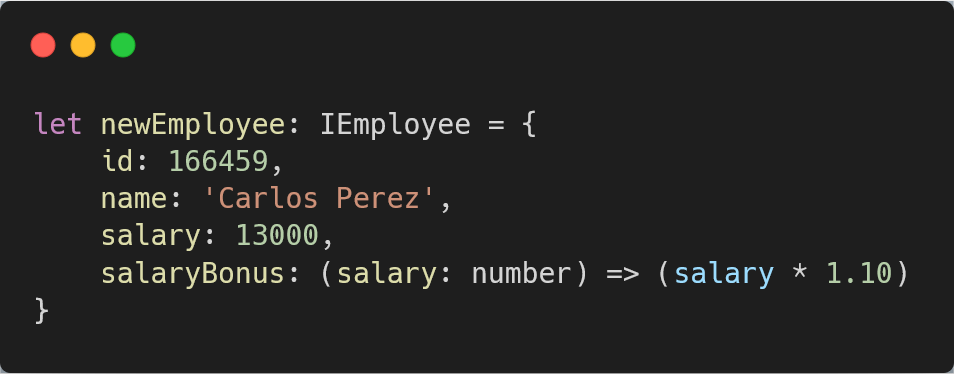 let newEmployee: IEmployee = {
    id: 166459,
    name: 'Carlos Perez',
    salary: 13000,
    salaryBonus: (salary: number) => (salary * 1.10)
}